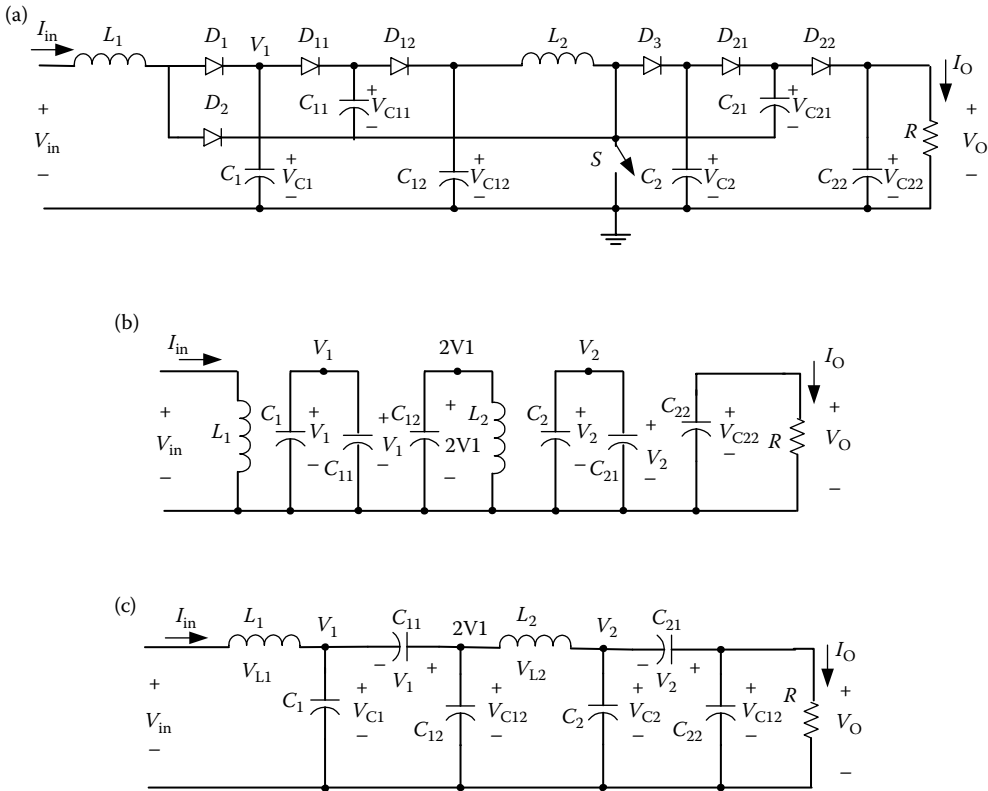 (a)
I_in L_1 D_1 V_1 D_11 D_12 L_2 D_3 D_21 D_22 I_O
D_2 C_11 + V_C11 − C_21 + V_C21 −
+ V_in − R + V_O −
S
C_1 + V_C1 − C_12 + V_C12 − C_2 + V_C2 − C_22 + V_C22 −
(b)
I_in V_1 2V1 V_2 I_O
+ V_in − L_1 C_1 + V_1 − C_11 + V_1 − C_12 + 2V1 − L_2 C_2 + V_2 − C_21 + V_2 − C_22 + V_C22 − R + V_O −
(c)
I_in L_1 V_1 C_11 2V1 L_2 V_2 C_21 I_O
V_L1 − V_1 + V_L2 − V_2 +
+ V_in − C_1 + V_C1 − C_12 + V_C12 − C_2 + V_C2 − C_22 + V_C12 − R + V_O −